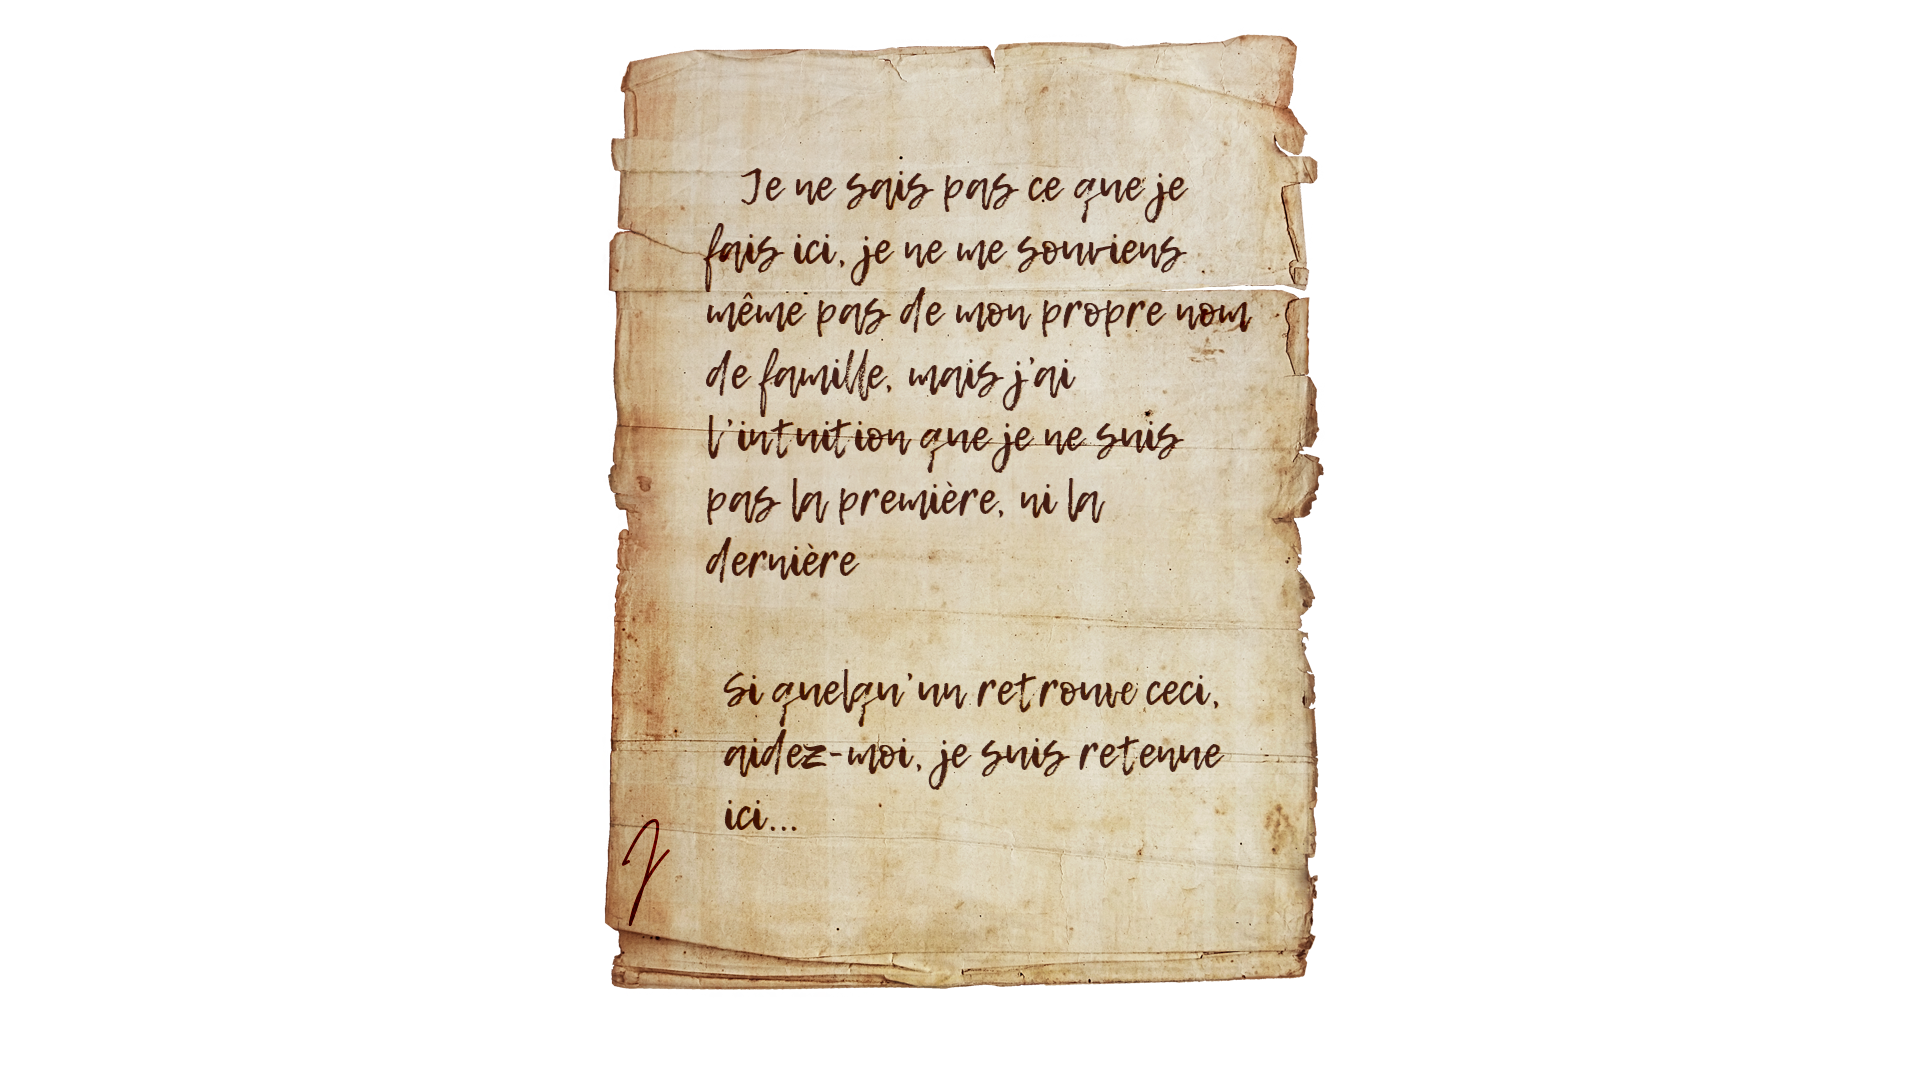 Je ne sais pas ce que je
fais ici, je ne me souviens
même pas de mon propre nom
de famille, mais j'ai
l'intuition que je ne suis
pas la première, ni la
dernière
Si quelqu'un retrouve ceci,
aidez-moi, je suis retenue
ici...